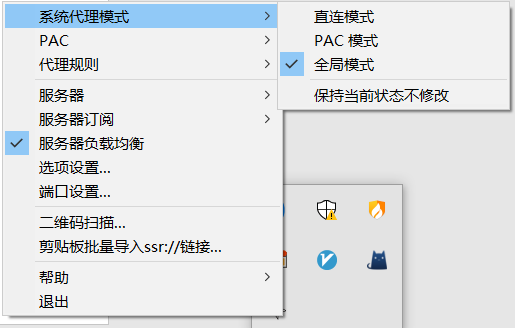 系统代理模式
PAC
代理规则
服务器
服务器订阅
服务器负载均衡
选项设置...
端口设置...
二维码扫描...
剪贴板批量导入ssr://链接...
帮助
退出
直连模式
PAC 模式
全局模式
保持当前状态不修改